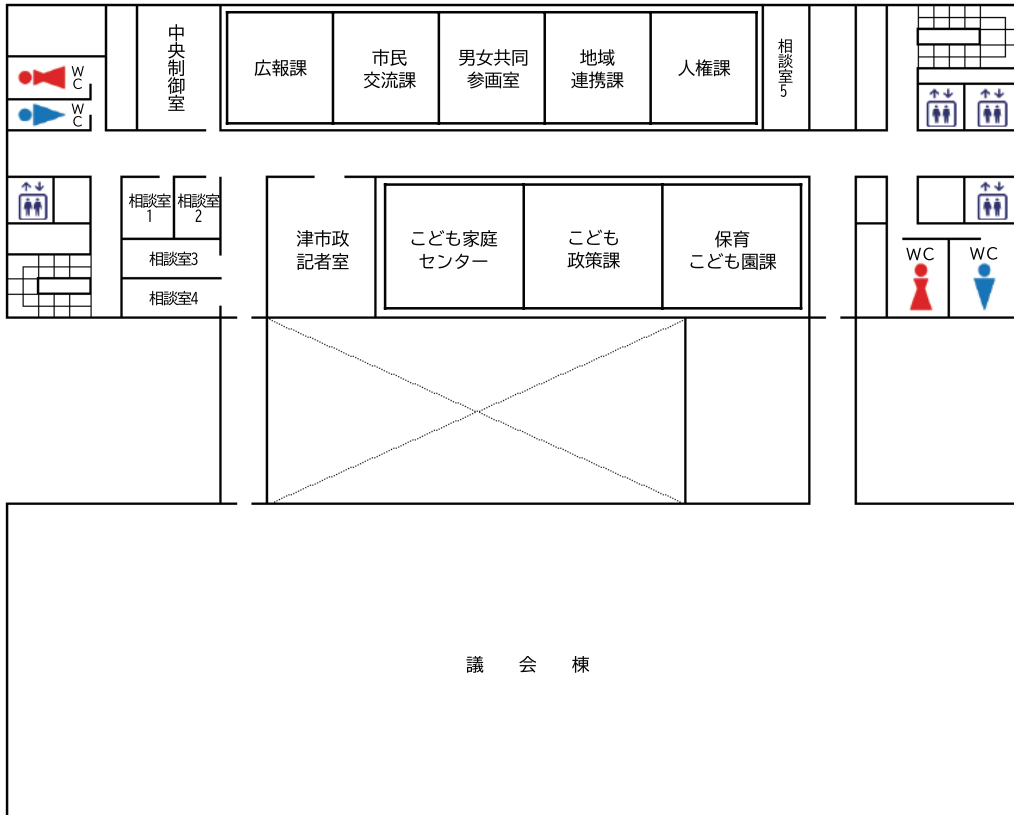 中央制御室
広報課
市民
交流課
男女共同
参画室
地域
連携課
人権課
相談室5
WC
WC
相談室
1
相談室
2
相談室3
相談室4
津市政
記者室
こども家庭
センター
こども
政策課
保育
こども園課
WC
WC
議会棟